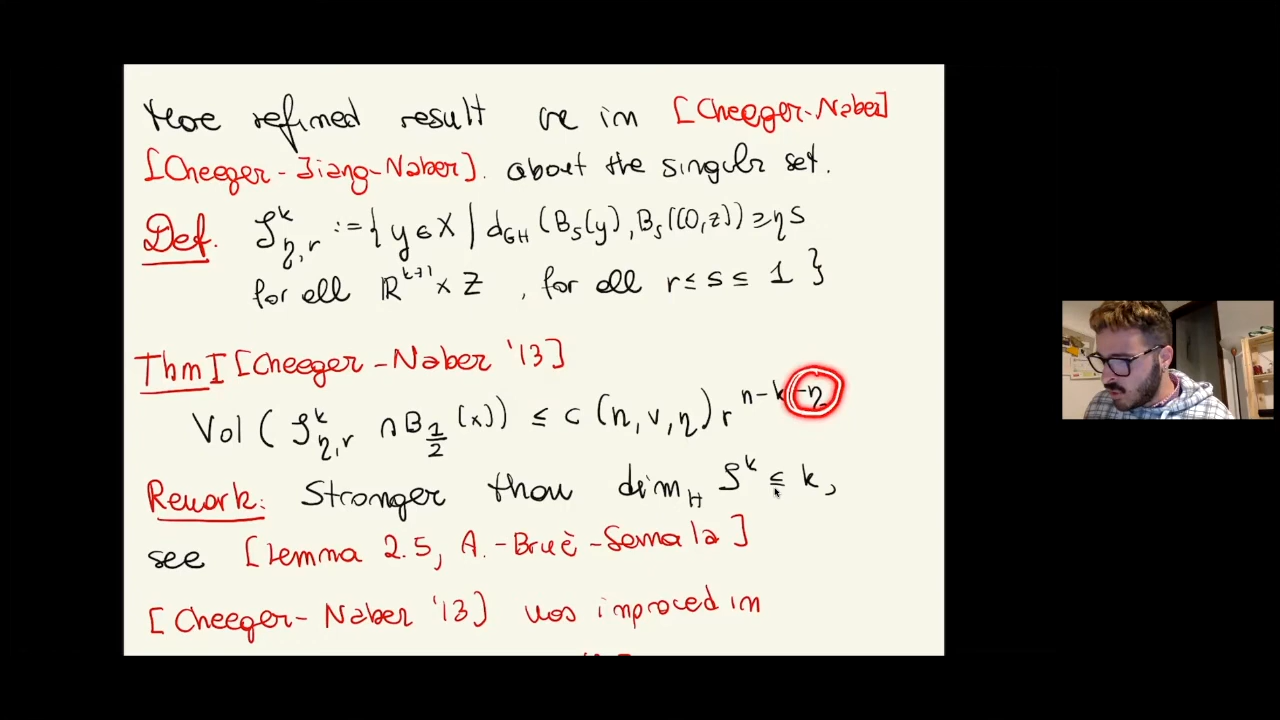 More refined result are in [Cheeger-Naber]
[Cheeger-Jiang-Naber]. about the singular set.
Def. S^k_{η,r} := { y ∈ X | d_{GH} (B_s(y), B_s((0,z)) ≥ ηs
for all ℝ^{k+1} × Z , for all r ≤ s ≤ 1 }
Thm I [Cheeger-Naber '13]
Vol ( S^k_{η,r} ∩ B_{1/2}(x)) ≤ c (n,v,η) r^{n-k-η}
Remark: Stronger than dim_H S^k ≤ k,
see [Lemma 2.5, A.-Bruè-Semola]
[Cheeger-Naber '13] was improved in